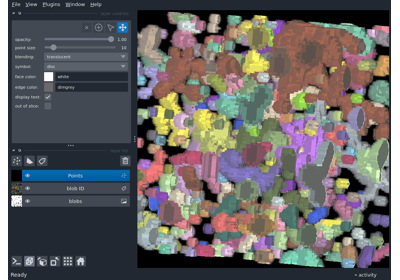 File View Plugins Window Help
opacity: 1.00
point size: 10
blending: translucent
symbol: disc
face color: white
edge color: dimgrey
display text:
out of slice:
Points
blob ID
blobs
Ready
activity